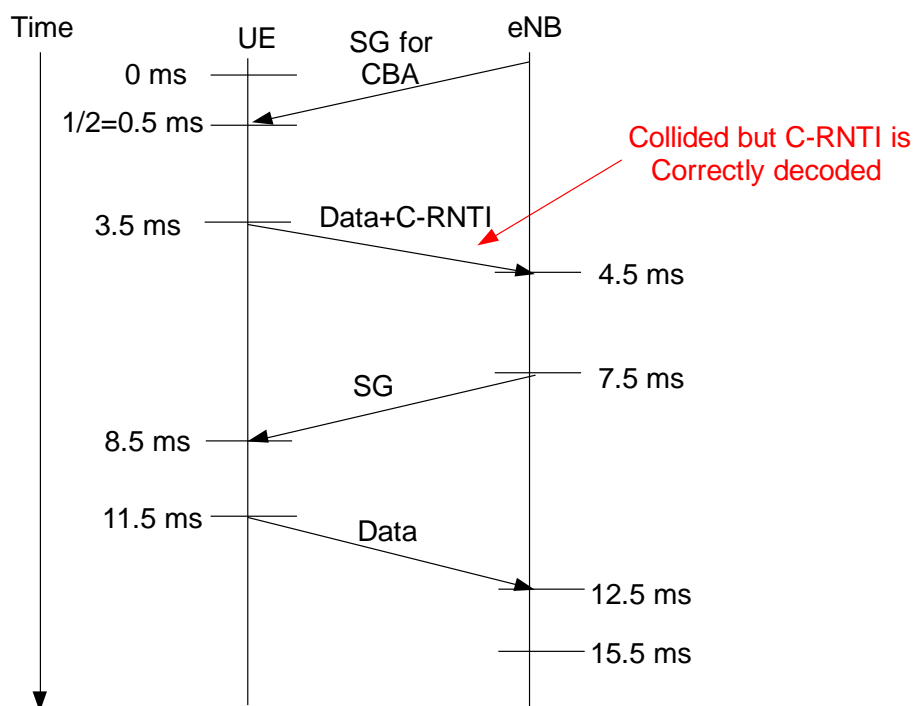 Time
UE
SG for
CBA
eNB
0 ms
1/2=0.5 ms
Collided but C-RNTI is
Correctly decoded
3.5 ms
Data+C-RNTI
4.5 ms
7.5 ms
SG
8.5 ms
11.5 ms
Data
12.5 ms
15.5 ms